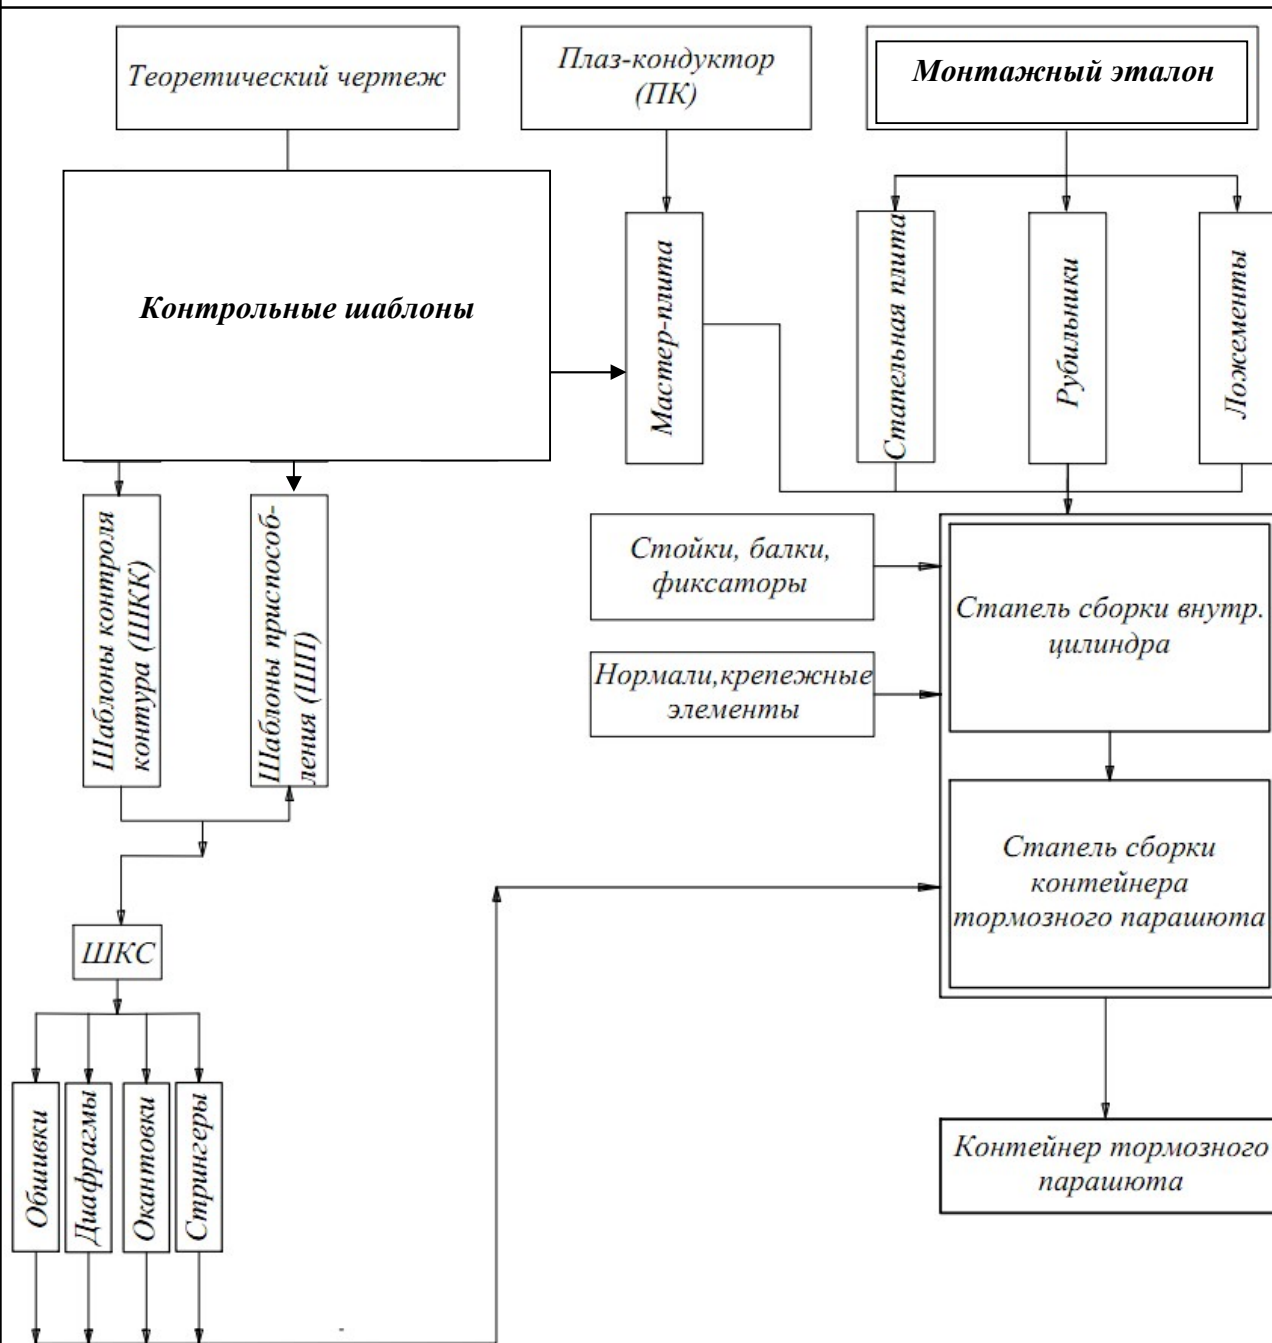 Теоретический чертеж
Плаз-кондуктор
(ПК)
Монтажный эталон
Контрольные шаблоны
Мастер-плита
Стапельная плита
Рубильники
Ложементы
Шаблоны контроля
контура (ШКК)
Шаблоны приспособ-
ления (ШП)
Стойки, балки,
фиксаторы
Стапель сборки внутр.
цилиндра
Нормали,крепежные
элементы
Стапель сборки
контейнера
тормозного парашюта
ШКС
Обшивки
Диафрагмы
Окантовки
Стрингеры
Контейнер тормозного
парашюта